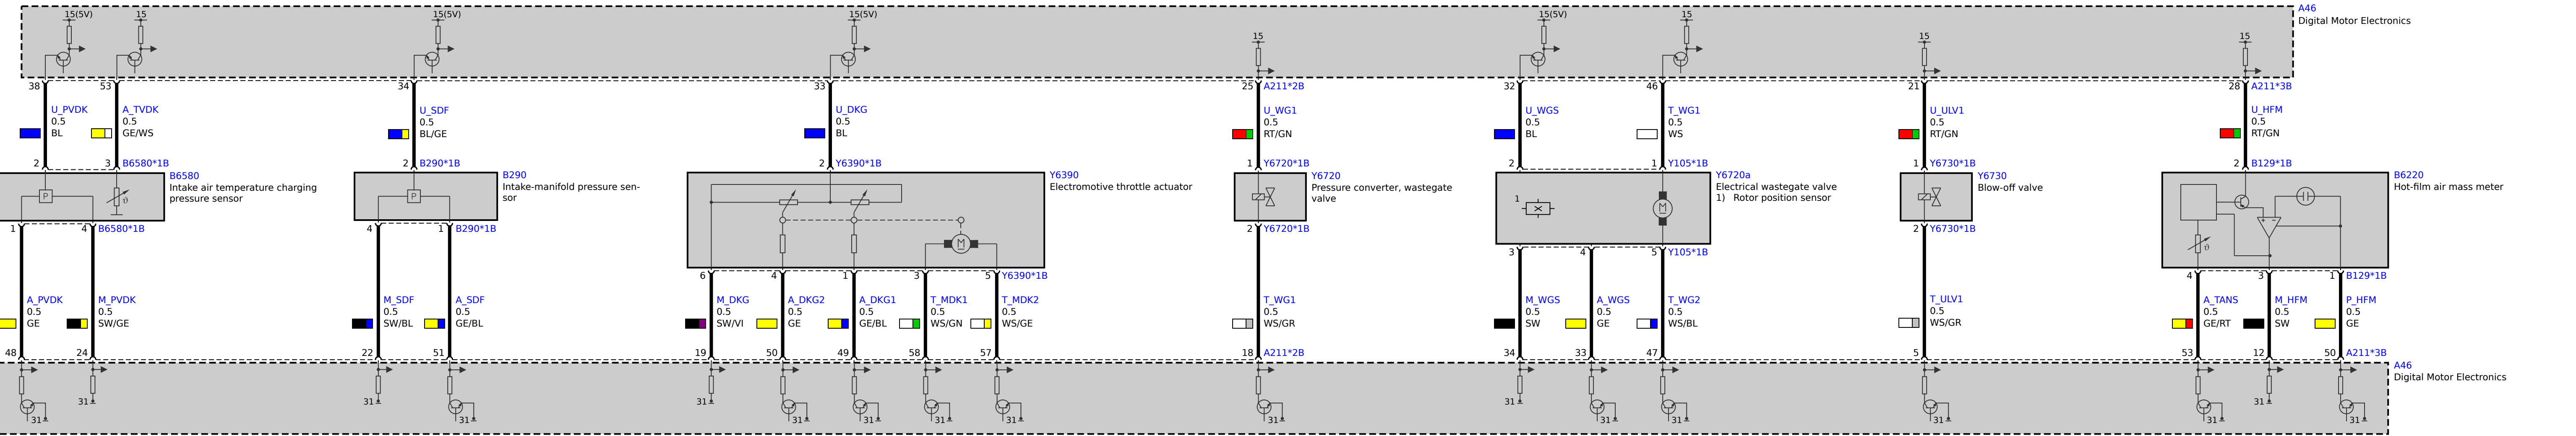 15(5V) 15 15(5V) 15(5V) 15(5V) 15 A46
Digital Motor Electronics
15 15 15
38 53 34 33 25 A211*2B 32 46 21 28 A211*3B
U_PVDK A_TVDK U_SDF U_DKG U_WG1 U_WGS T_WG1 U_ULV1 U_HFM
0.5 0.5 0.5 0.5 0.5 0.5 0.5 0.5 0.5
BL GE/WS BL/GE BL RT/GN BL WS RT/GN RT/GN
2 3 B6580*1B 2 B290*1B 2 Y6390*1B 1 Y6720*1B 2 1 Y105*1B 1 Y6730*1B 2 B129*1B
B6580
Intake air temperature charging
pressure sensor
P
B290
Intake-manifold pressure sen-
sor
P
Y6390
Electromotive throttle actuator
M
Y6720
Pressure converter, wastegate
valve
Y6720a
Electrical wastegate valve
1) Rotor position sensor
1
M
Y6730
Blow-off valve
B6220
Hot-film air mass meter
1 4 B6580*1B 4 1 B290*1B 6 4 1 3 5 Y6390*1B 2 Y6720*1B 3 4 5 Y105*1B 2 Y6730*1B 4 3 1 B129*1B
A_PVDK M_PVDK M_SDF A_SDF M_DKG A_DKG2 A_DKG1 T_MDK1 T_MDK2 T_WG1 M_WGS A_WGS T_WG2 T_ULV1 A_TANS M_HFM P_HFM
0.5 0.5 0.5 0.5 0.5 0.5 0.5 0.5 0.5 0.5 0.5 0.5 0.5 0.5 0.5 0.5 0.5
GE SW/GE SW/BL GE/BL SW/VI GE GE/BL WS/GN WS/GE WS/GR SW GE WS/BL WS/GR GE/RT SW GE
48 24 22 51 19 50 49 58 57 18 A211*2B 34 33 47 5 53 12 50 A211*3B
A46
Digital Motor Electronics
31 31 31 31
31 31 31 31 31 31 31 31 31 31 31 31 31